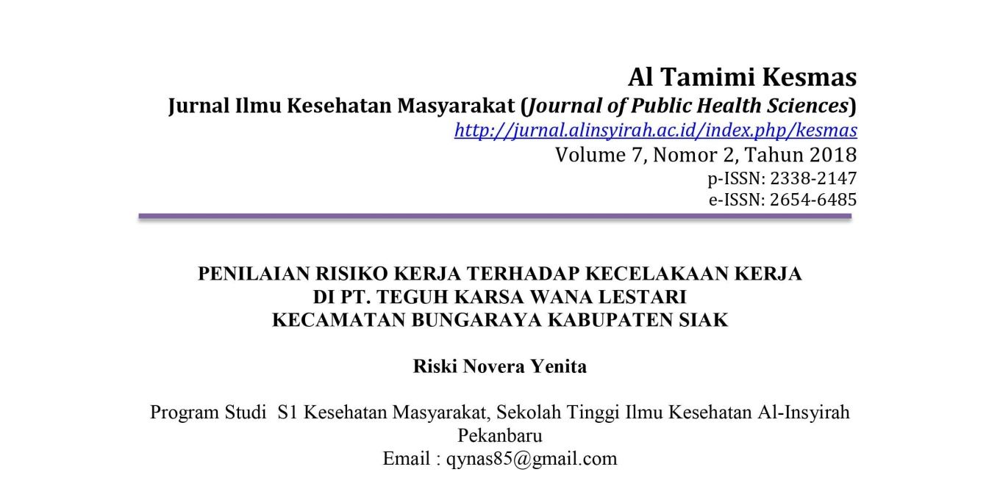 Al Tamimi Kesmas
Jurnal Ilmu Kesehatan Masyarakat (Journal of Public Health Sciences)
http://jurnal.alinsyirah.ac.id/index.php/kesmas
Volume 7, Nomor 2, Tahun 2018
p-ISSN: 2338-2147
e-ISSN: 2654-6485
PENILAIAN RISIKO KERJA TERHADAP KECELAKAAN KERJA
DI PT. TEGUH KARSA WANA LESTARI
KECAMATAN BUNGARAYA KABUPATEN SIAK
Riski Novera Yenita
Program Studi  S1 Kesehatan Masyarakat, Sekolah Tinggi Ilmu Kesehatan Al-Insyirah
Pekanbaru
Email : qynas85@gmail.com